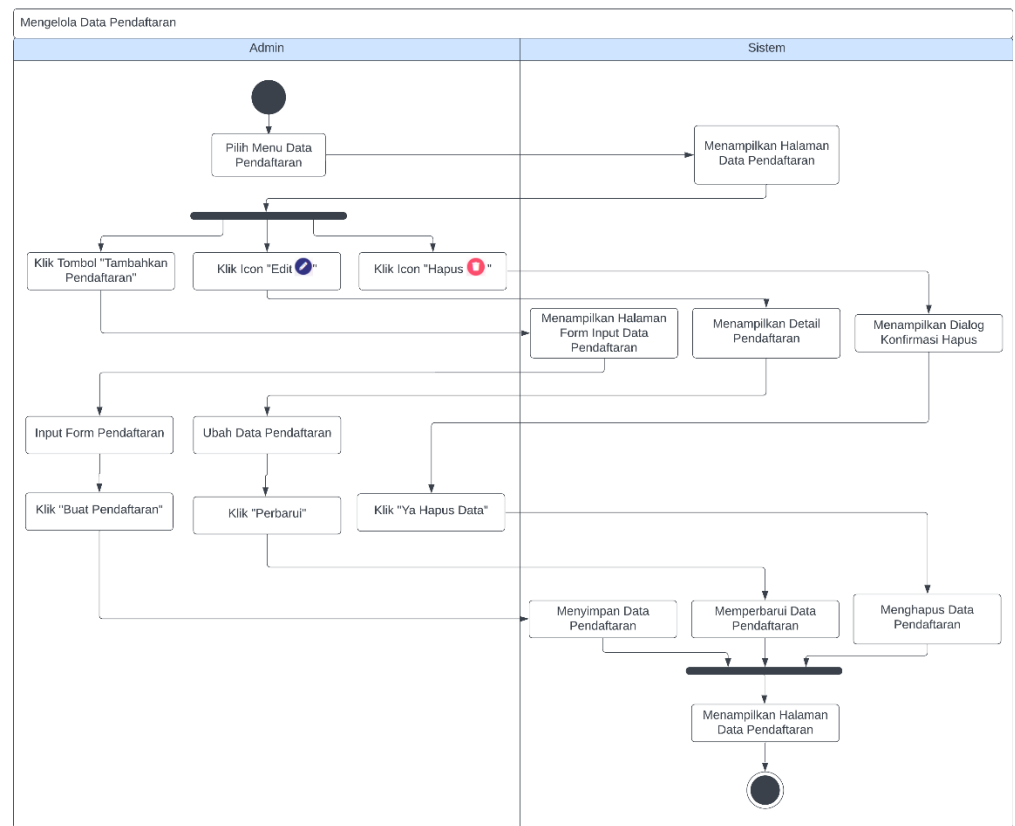 Mengelola Data Pendaftaran
Admin
Sistem
Pilih Menu Data
Pendaftaran
Menampilkan Halaman
Data Pendaftaran
Klik Tombol "Tambahkan
Pendaftaran"
Klik Icon "Edit "
Klik Icon "Hapus "
Menampilkan Halaman
Form Input Data
Pendaftaran
Menampilkan Detail
Pendaftaran
Menampilkan Dialog
Konfirmasi Hapus
Input Form Pendaftaran
Ubah Data Pendaftaran
Klik "Buat Pendaftaran"
Klik "Perbarui"
Klik "Ya Hapus Data"
Menyimpan Data
Pendaftaran
Memperbarui Data
Pendaftaran
Menghapus Data
Pendaftaran
Menampilkan Halaman
Data Pendaftaran